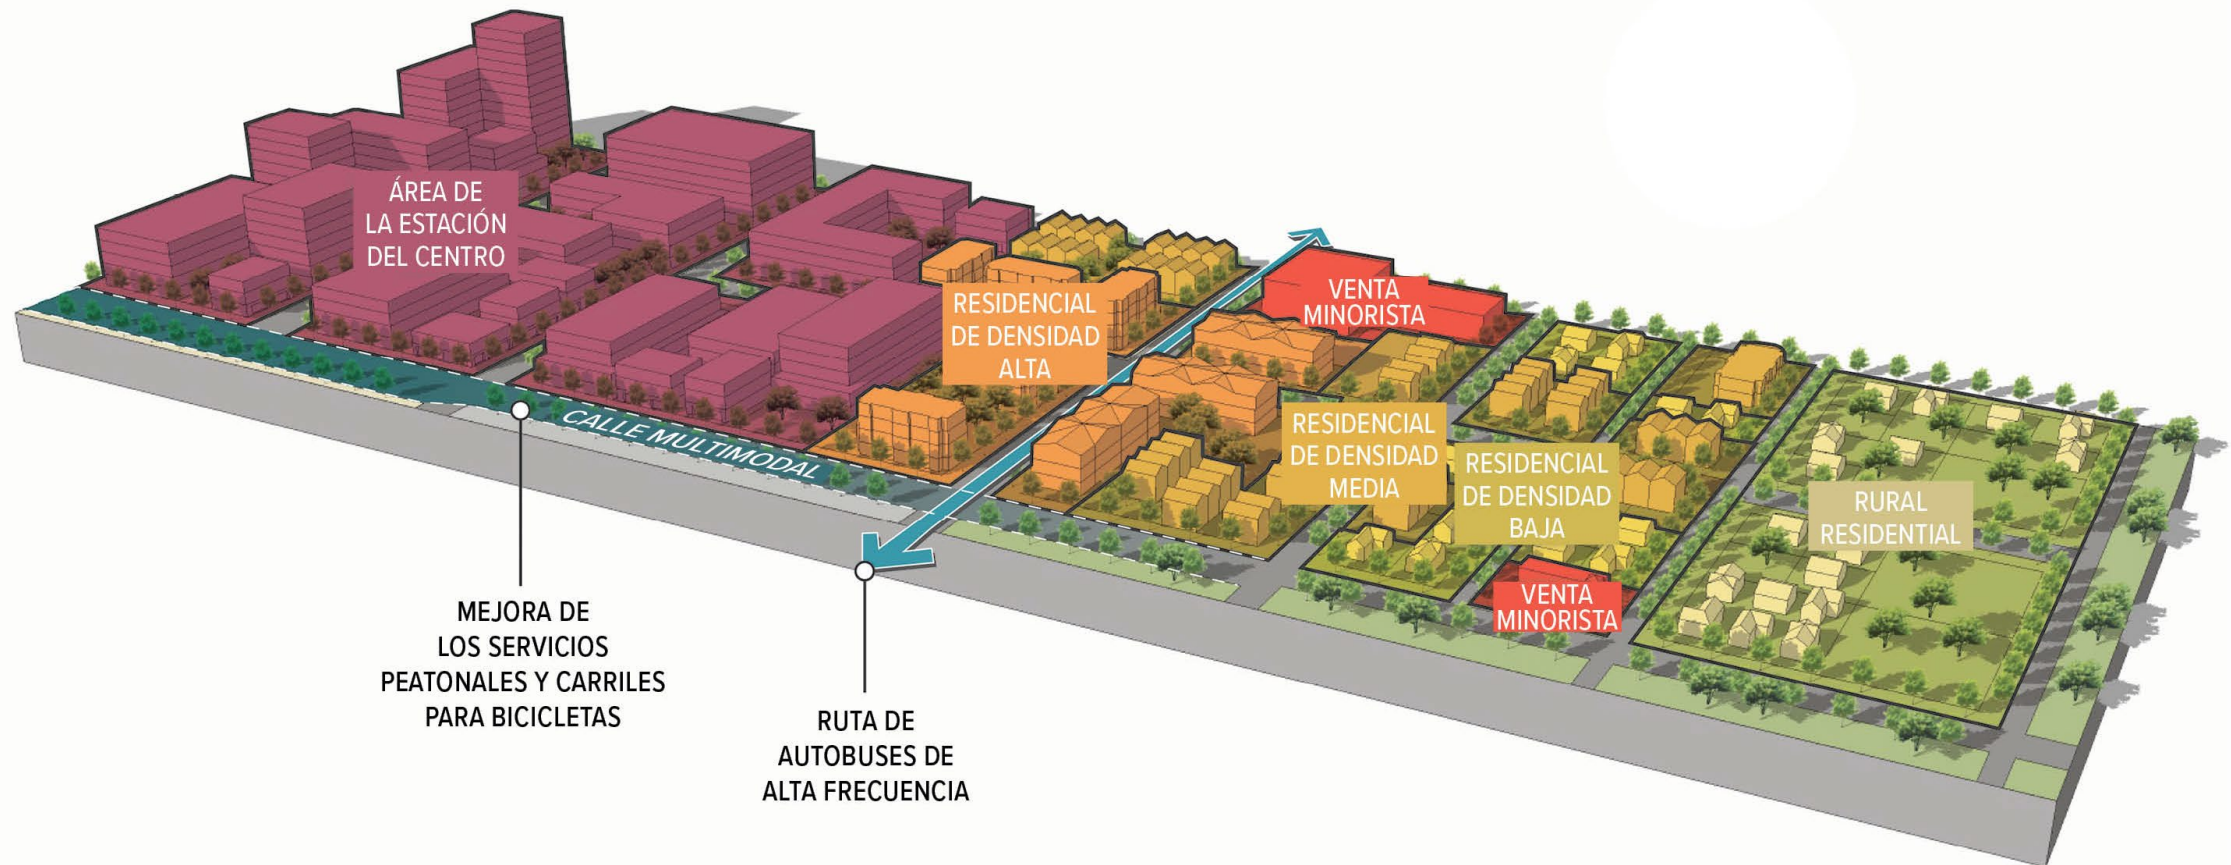 ÁREA DE
LA ESTACIÓN
DEL CENTRO
RESIDENCIAL
DE DENSIDAD
ALTA
VENTA
MINORISTA
RESIDENCIAL
DE DENSIDAD
MEDIA
RESIDENCIAL
DE DENSIDAD
BAJA
RURAL
RESIDENTIAL
VENTA
MINORISTA
CALLE MULTIMODAL
MEJORA DE
LOS SERVICIOS
PEATONALES Y CARRILES
PARA BICICLETAS
RUTA DE
AUTOBUSES DE
ALTA FRECUENCIA